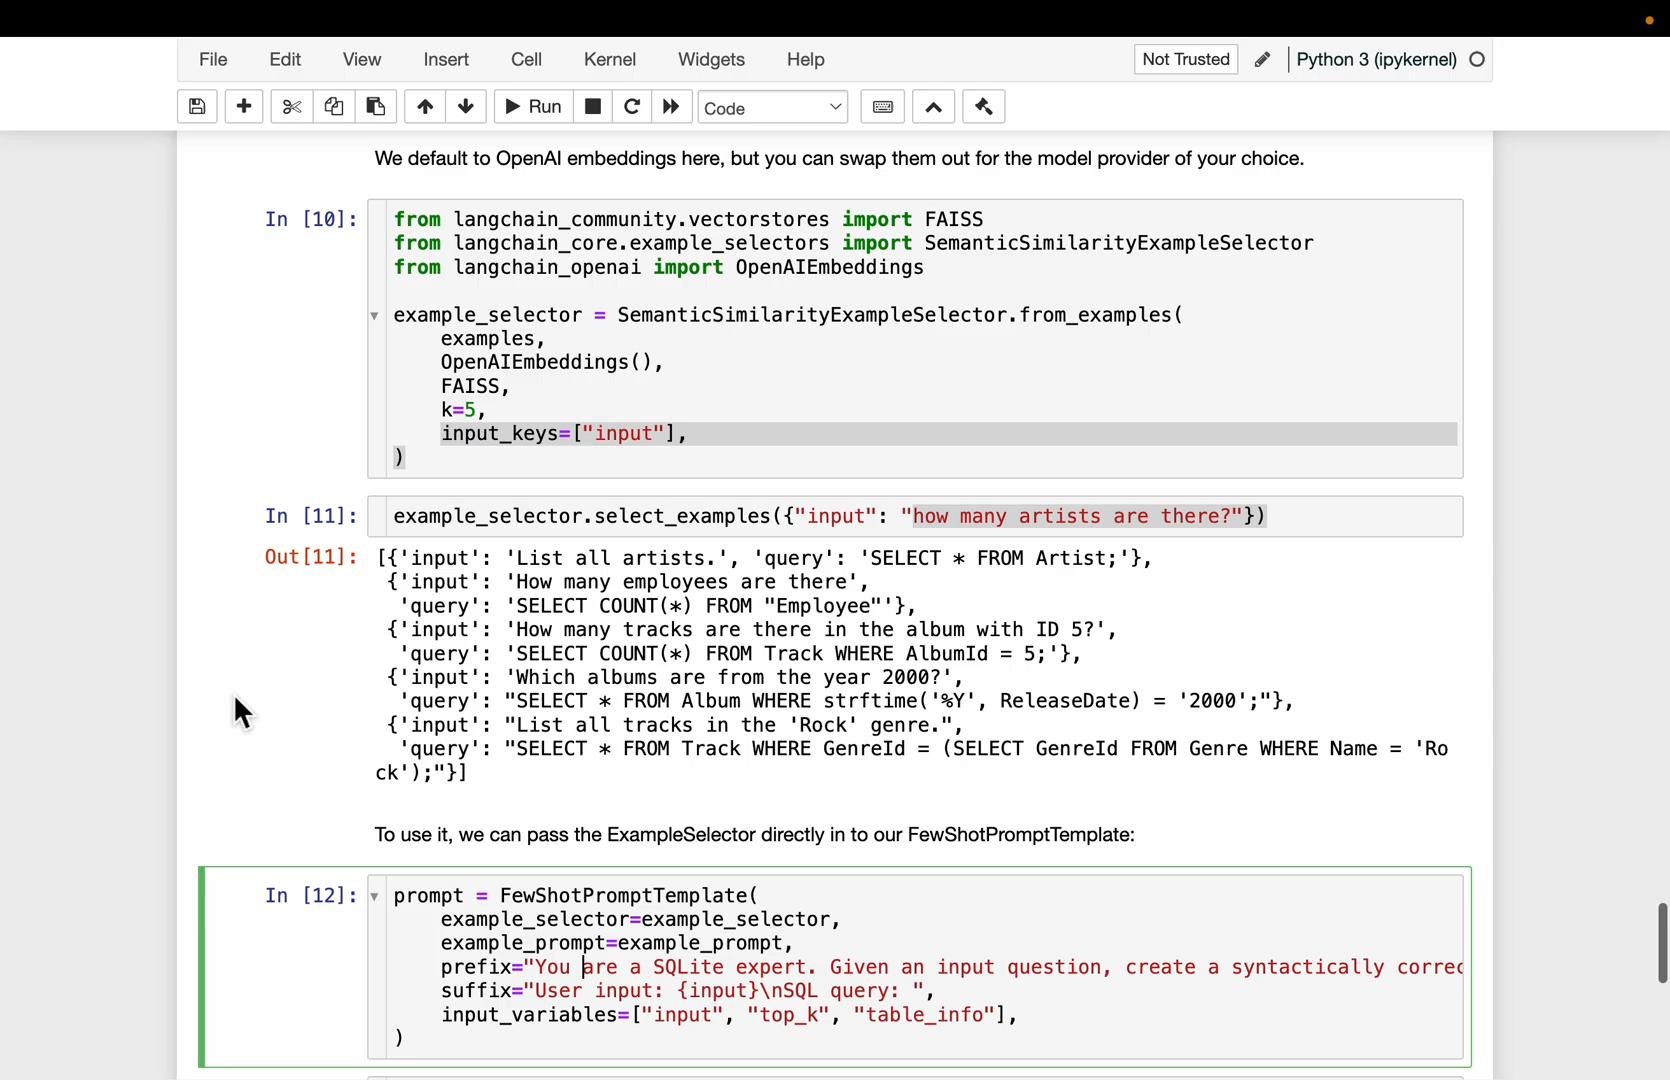 File Edit View Insert Cell Kernel Widgets Help Not Trusted Python 3 (ipykernel)
Run Code
We default to OpenAI embeddings here, but you can swap them out for the model provider of your choice.
In [10]: from langchain_community.vectorstores import FAISS
from langchain_core.example_selectors import SemanticSimilarityExampleSelector
from langchain_openai import OpenAIEmbeddings
example_selector = SemanticSimilarityExampleSelector.from_examples(
    examples,
    OpenAIEmbeddings(),
    FAISS,
    k=5,
    input_keys=["input"],
)
In [11]: example_selector.select_examples({"input": "how many artists are there?"})
Out[11]: [{'input': 'List all artists.', 'query': 'SELECT * FROM Artist;'},
 {'input': 'How many employees are there',
  'query': 'SELECT COUNT(*) FROM "Employee"'},
 {'input': 'How many tracks are there in the album with ID 5?',
  'query': 'SELECT COUNT(*) FROM Track WHERE AlbumId = 5;'},
 {'input': 'Which albums are from the year 2000?',
  'query': "SELECT * FROM Album WHERE strftime('%Y', ReleaseDate) = '2000';"},
 {'input': "List all tracks in the 'Rock' genre.",
  'query': "SELECT * FROM Track WHERE GenreId = (SELECT GenreId FROM Genre WHERE Name = 'Ro
ck');"}]
To use it, we can pass the ExampleSelector directly in to our FewShotPromptTemplate:
In [12]: prompt = FewShotPromptTemplate(
    example_selector=example_selector,
    example_prompt=example_prompt,
    prefix="You are a SQLite expert. Given an input question, create a syntactically correc
    suffix="User input: {input}\nSQL query: ",
    input_variables=["input", "top_k", "table_info"],
)